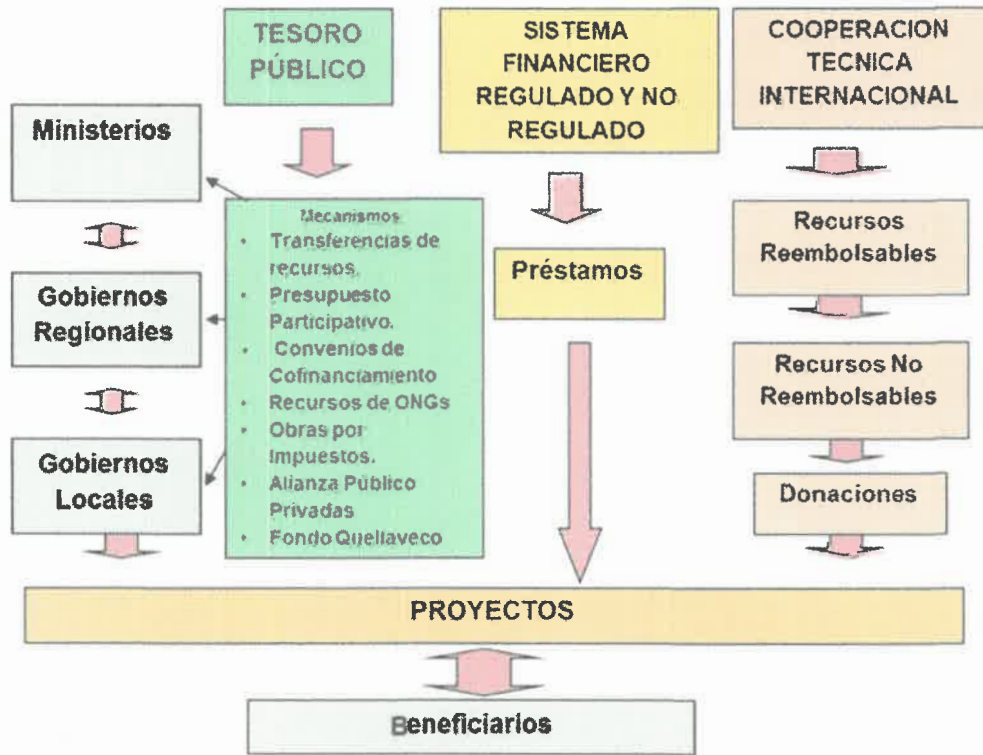 TESORO
PÚBLICO
SISTEMA
FINANCIERO
REGULADO Y NO
REGULADO
COOPERACION
TECNICA
INTERNACIONAL
Ministerios
Gobiernos
Regionales
Gobiernos
Locales
Mecanismos
• Transferencias de
recursos.
• Presupuesto
Participativo.
• Convenios de
Cofinanciamiento
• Recursos de ONGs
• Obras por
Impuestos.
• Alianza Público
Privadas
• Fondo Quellaveco
Préstamos
Recursos
Reembolsables
Recursos No
Reembolsables
Donaciones
PROYECTOS
Beneficiarios